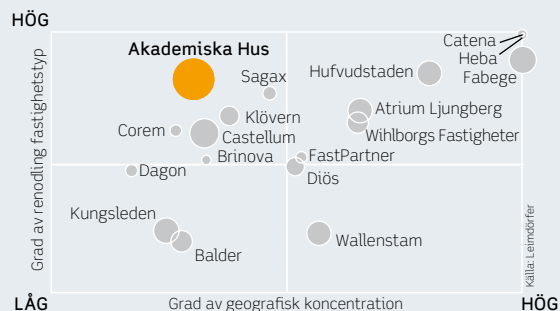 HÖG
Grad av renodling fastighetstyp
Akademiska Hus
Catena
Heba
Fabege
Hufvudstaden
Sagax
Atrium Ljungberg
Klövern
Corem
Castellum
Wihlborgs Fastigheter
Brinova
FastPartner
Dagon
Diös
Kungsleden
Balder
Wallenstam
Källa: Leimdörfer
LÅG
Grad av geografisk koncentration
HÖG